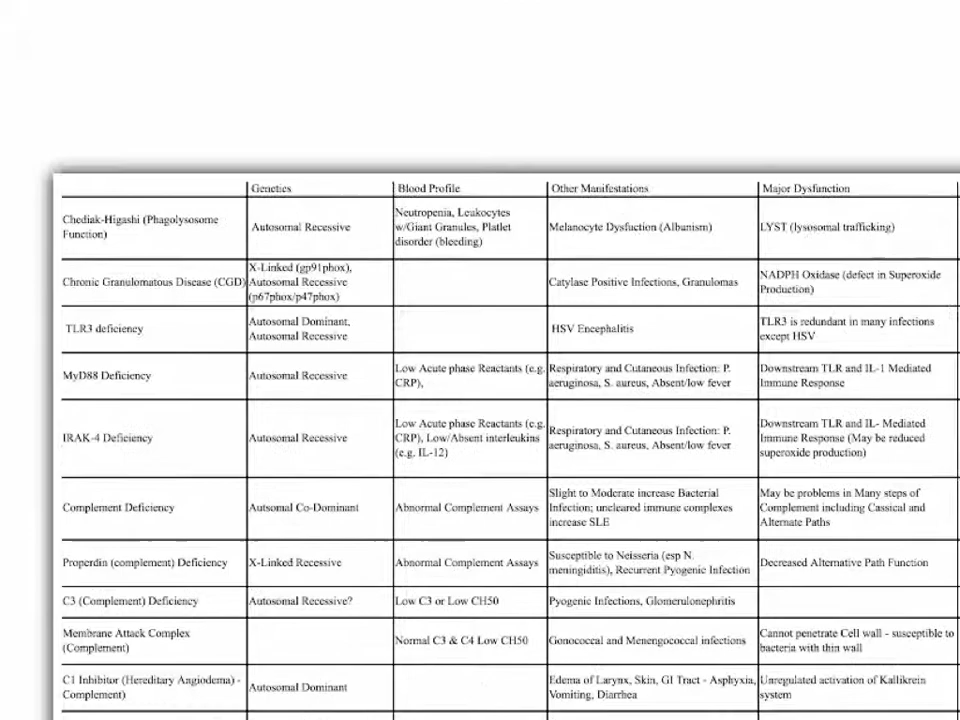 Genetics Blood Profile Other Manifestations Major Dysfunction
Chediak-Higashi (Phagolysosome
Function)
Autosomal Recessive
Neutropenia, Leukocytes
w/Giant Granules, Platlet
disorder (bleeding)
Melanocyte Dysfuction (Albunism)
LYST (lysosomal trafficking)
Chronic Granulomatous Disease (CGD)
X-Linked (gp91phox),
Autosomal Recessive
(p67phox/p47phox)
Catylase Positive Infections, Granulomas
NADPH Oxidase (defect in Superoxide
Production)
TLR3 deficiency
Autosomal Dominant,
Autosomal Recessive
HSV Encephalitis
TLR3 is redundant in many infections
except HSV
MyD88 Deficiency
Autosomal Recessive
Low Acute phase Reactants (e.g.
CRP),
Respiratory and Cutaneous Infection: P.
aeruginosa, S. aureus, Absent/low fever
Downstream TLR and IL-1 Mediated
Immune Response
IRAK-4 Deficiency
Autosomal Recessive
Low Acute phase Reactants (e.g.
CRP), Low/Absent interleukins
(e.g. IL-12)
Respiratory and Cutaneous Infection: P.
aeruginosa, S. aureus, Absent/low fever
Downstream TLR and IL- Mediated
Immune Response (May be reduced
superoxide production)
Complement Deficiency
Autsomal Co-Dominant
Abnormal Complement Assays
Slight to Moderate increase Bacterial
Infection; uncleared immune complexes
increase SLE
May be problems in Many steps of
Complement including Cassical and
Alternate Paths
Properdin (complement) Deficiency
X-Linked Recessive
Abnormal Complement Assays
Susceptible to Neisseria (esp N.
meningiditis), Recurrent Pyogenic Infection
Decreased Alternative Path Function
C3 (Complement) Deficiency
Autosomal Recessive?
Low C3 or Low CH50
Pyogenic Infections, Glomerulonephritis
Membrane Attack Complex
(Complement)
Normal C3 & C4 Low CH50
Gonococcal and Menengococcal infections
Cannot penetrate Cell wall - susceptible to
bacteria with thin wall
C1 Inhibitor (Hereditary Angiodema) -
Complement)
Autosomal Dominant
Edema of Larynx, Skin, GI Tract - Asphyxia,
Vomiting, Diarrhea
Unregulated activation of Kallikrein
system